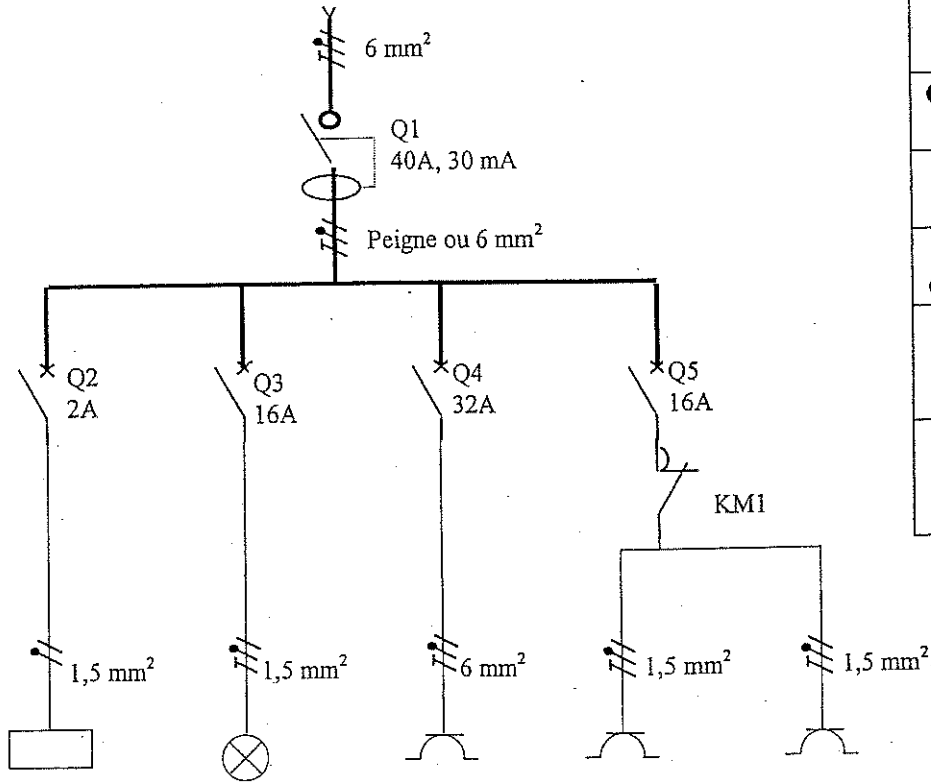 6 mm²
Q1
40A, 30 mA
Peigne ou 6 mm²
Q2
2A
Q3
16A
Q4
32A
Q5
16A
KM1
1,5 mm²
1,5 mm²
6 mm²
1,5 mm²
1,5 mm²